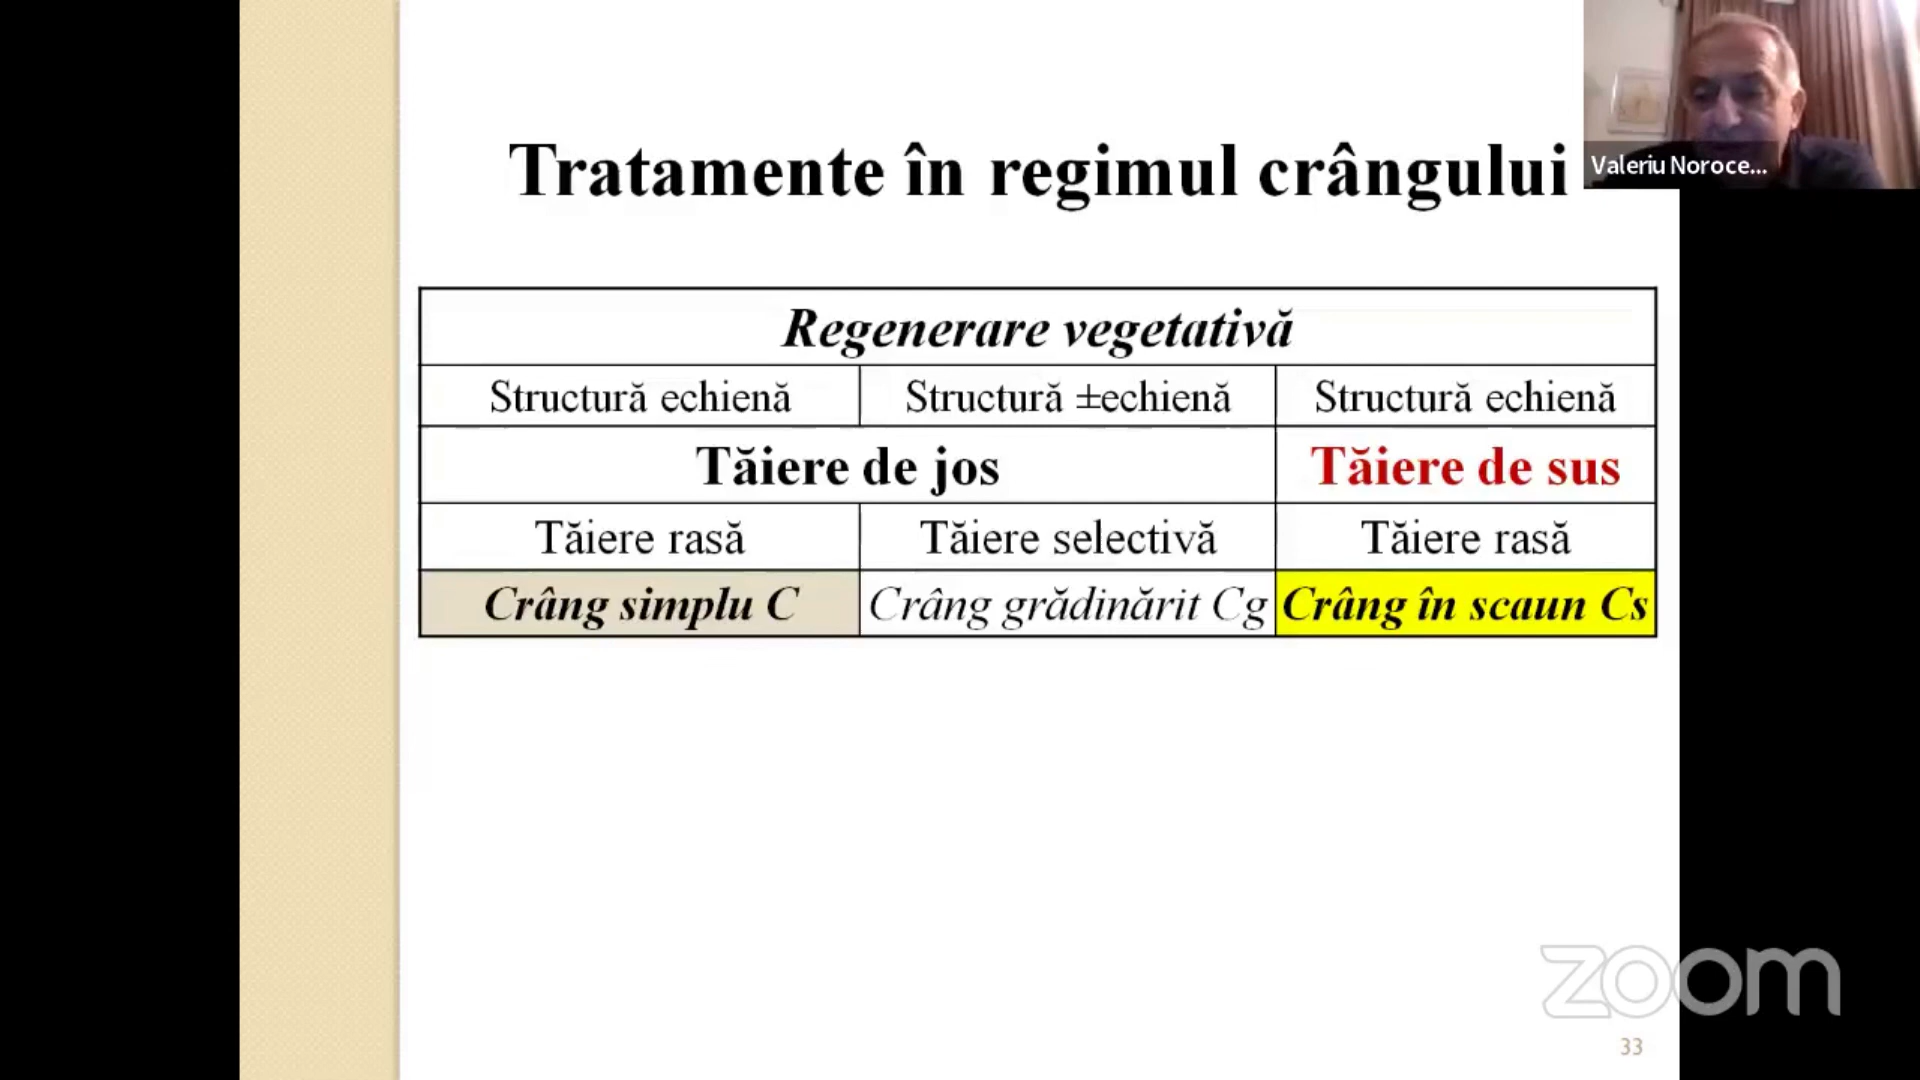 Tratamente în regimul crângului
Valeriu Noroce...
Regenerare vegetativă
Structură echienă
Structură ±echienă
Structură echienă
Tăiere de jos
Tăiere de sus
Tăiere rasă
Tăiere selectivă
Tăiere rasă
Crâng simplu C
Crâng grădinărit Cg
Crâng în scaun Cs
zoom
33